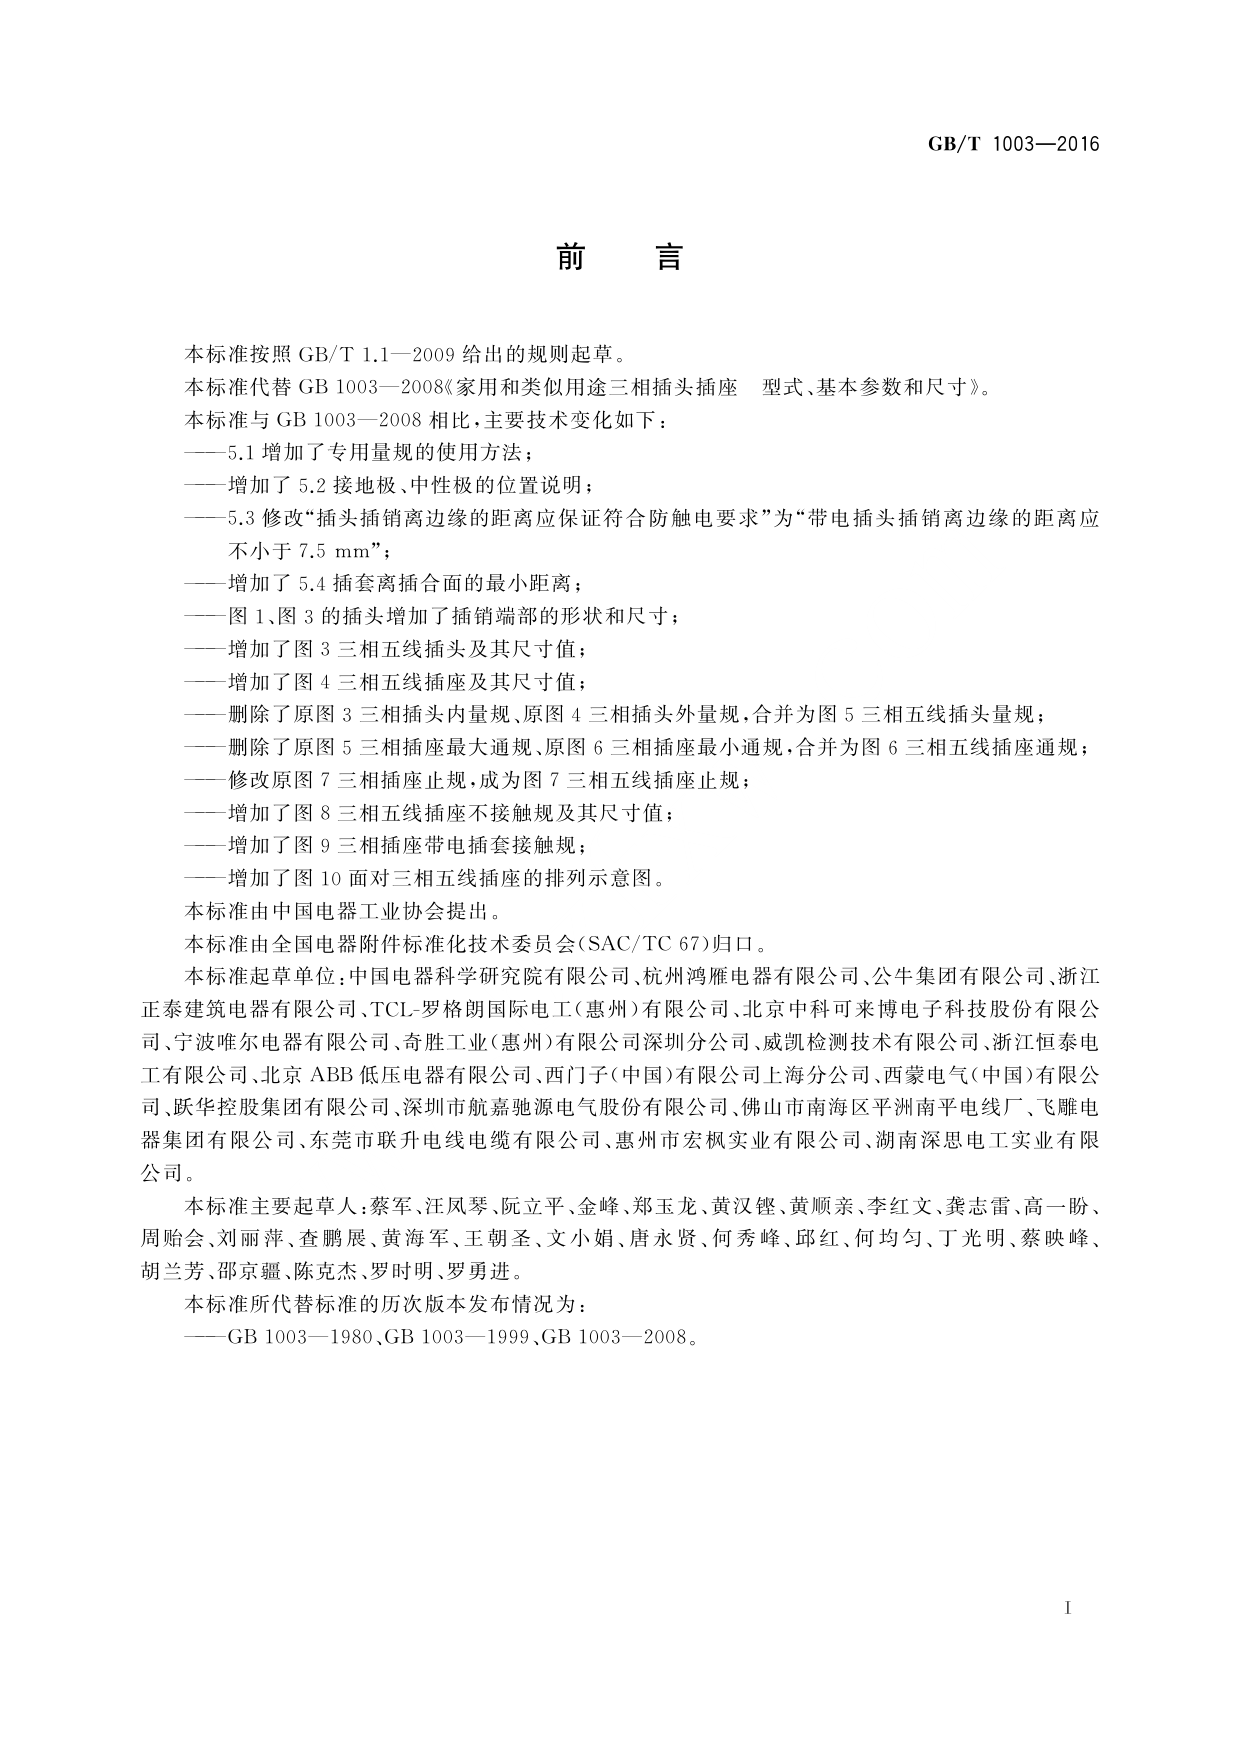 GB/T 1003—2016
前 言
本标准按照 GB/T 1.1—2009 给出的规则起草。
本标准代替 GB 1003—2008《家用和类似用途三相插头插座 型式、基本参数和尺寸》。
本标准与 GB 1003—2008 相比,主要技术变化如下:
——5.1 增加了专用量规的使用方法;
——增加了 5.2 接地极、中性极的位置说明;
——5.3 修改“插头插销离边缘的距离应保证符合防触电要求”为“带电插头插销离边缘的距离应
不小于 7.5 mm”;
——增加了 5.4 插套离插合面的最小距离;
——图 1、图 3 的插头增加了插销端部的形状和尺寸;
——增加了图 3 三相五线插头及其尺寸值;
——增加了图 4 三相五线插座及其尺寸值;
——删除了原图 3 三相插头内量规、原图 4 三相插头外量规,合并为图 5 三相五线插头量规;
——删除了原图 5 三相插座最大通规、原图 6 三相插座最小通规,合并为图 6 三相五线插座通规;
——修改原图 7 三相插座止规,成为图 7 三相五线插座止规;
——增加了图 8 三相五线插座不接触规及其尺寸值;
——增加了图 9 三相插座带电插套接触规;
——增加了图 10 面对三相五线插座的排列示意图。
本标准由中国电器工业协会提出。
本标准由全国电器附件标准化技术委员会(SAC/TC 67)归口。
本标准起草单位:中国电器科学研究院有限公司、杭州鸿雁电器有限公司、公牛集团有限公司、浙江
正泰建筑电器有限公司、TCL-罗格朗国际电工(惠州)有限公司、北京中科可来博电子科技股份有限公
司、宁波唯尔电器有限公司、奇胜工业(惠州)有限公司深圳分公司、威凯检测技术有限公司、浙江恒泰电
工有限公司、北京 ABB 低压电器有限公司、西门子(中国)有限公司上海分公司、西蒙电气(中国)有限公
司、跃华控股集团有限公司、深圳市航嘉驰源电气股份有限公司、佛山市南海区平洲南平电线厂、飞雕电
器集团有限公司、东莞市联升电线电缆有限公司、惠州市宏枫实业有限公司、湖南深思电工实业有限
公司。
本标准主要起草人:蔡军、汪凤琴、阮立平、金峰、郑玉龙、黄汉铿、黄顺亲、李红文、龚志雷、高一盼、
周贻会、刘丽萍、查鹏展、黄海军、王朝圣、文小娟、唐永贤、何秀峰、邱红、何均匀、丁光明、蔡映峰、
胡兰芳、邵京疆、陈克杰、罗时明、罗勇进。
本标准所代替标准的历次版本发布情况为:
——GB 1003—1980、GB 1003—1999、GB 1003—2008。
I